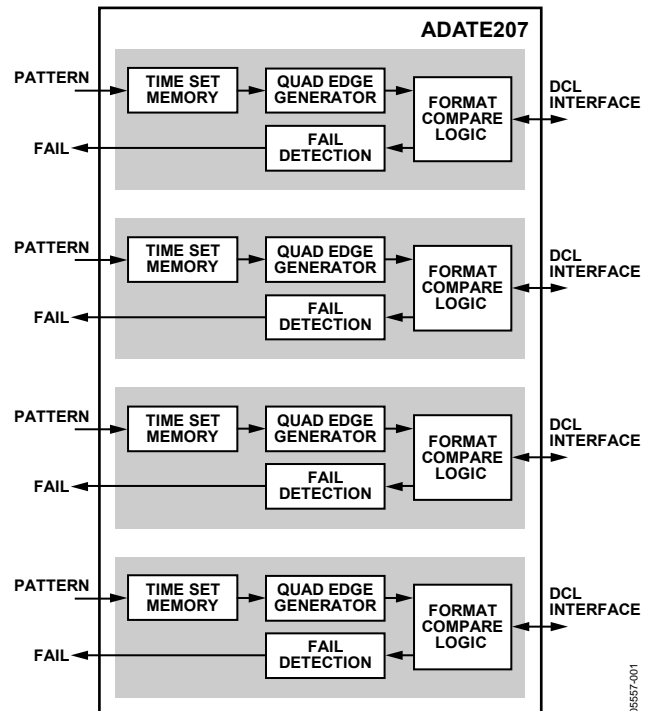 ADATE207
PATTERN
TIME SET
MEMORY
QUAD EDGE
GENERATOR
FORMAT
COMPARE
LOGIC
DCL
INTERFACE
FAIL
FAIL
DETECTION
PATTERN
TIME SET
MEMORY
QUAD EDGE
GENERATOR
FORMAT
COMPARE
LOGIC
DCL
INTERFACE
FAIL
FAIL
DETECTION
PATTERN
TIME SET
MEMORY
QUAD EDGE
GENERATOR
FORMAT
COMPARE
LOGIC
DCL
INTERFACE
FAIL
FAIL
DETECTION
PATTERN
TIME SET
MEMORY
QUAD EDGE
GENERATOR
FORMAT
COMPARE
LOGIC
DCL
INTERFACE
FAIL
FAIL
DETECTION
05557-001